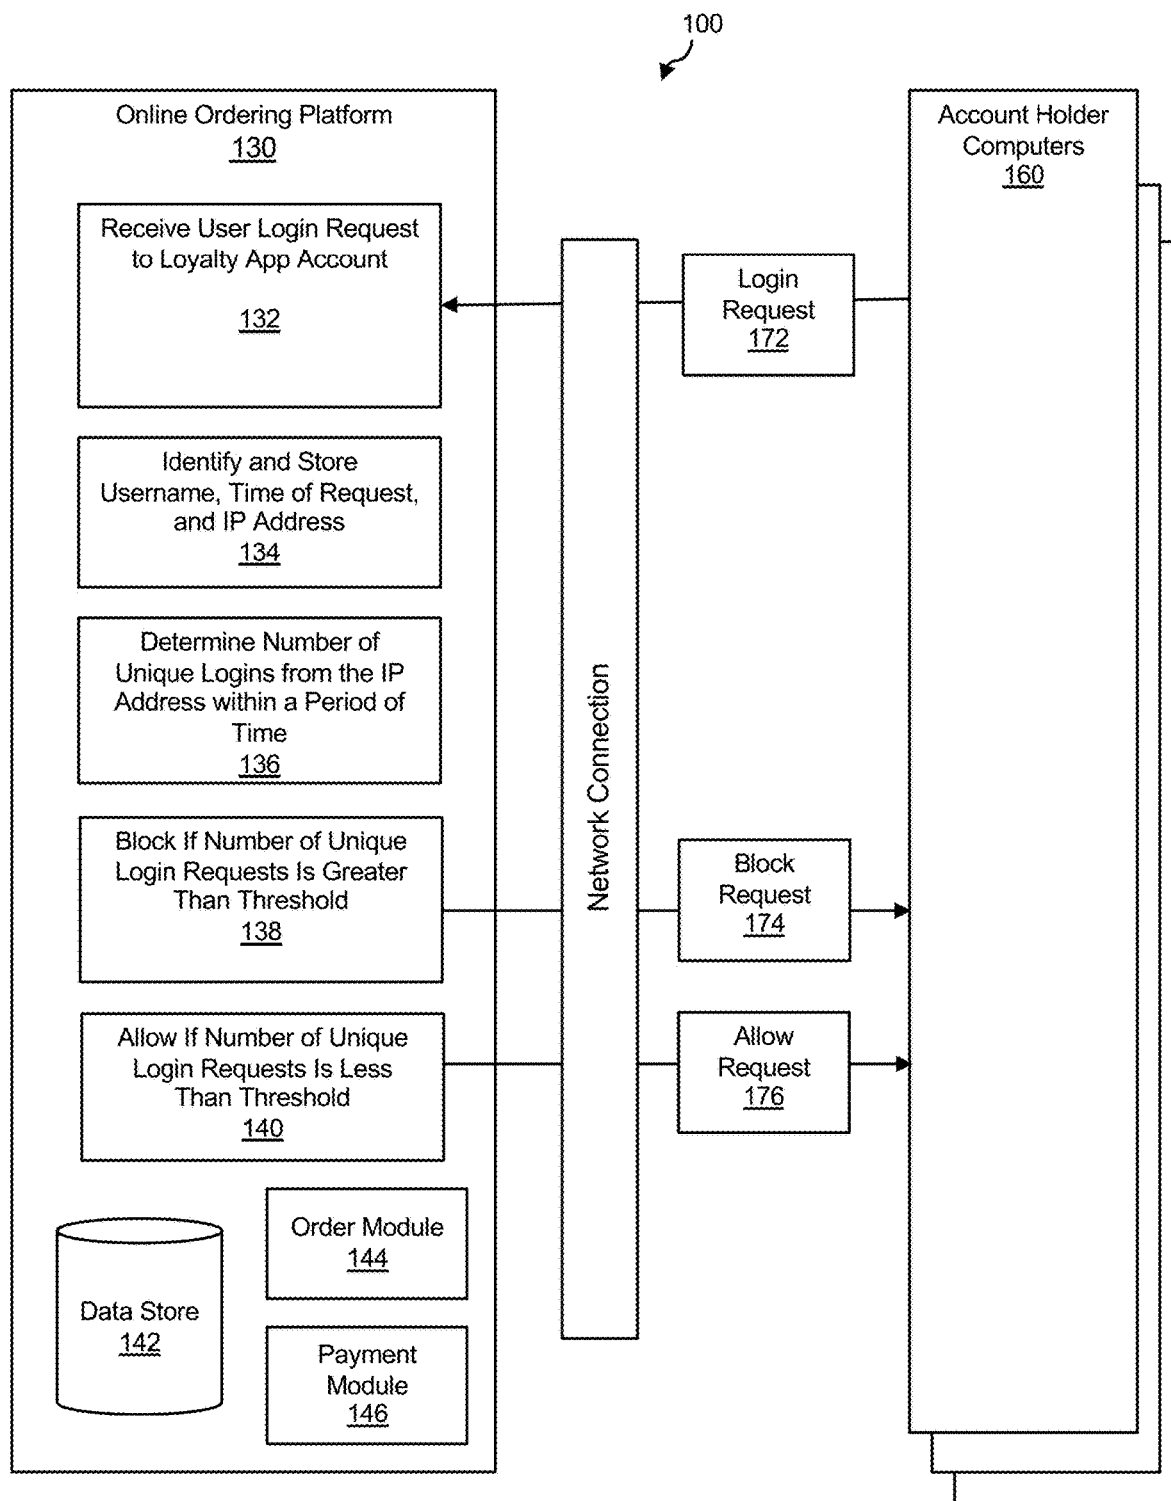 100
Online Ordering Platform
130
Receive User Login Request
to Loyalty App Account
132
Identify and Store
Username, Time of Request,
and IP Address
134
Determine Number of
Unique Logins from the IP
Address within a Period of
Time
136
Block If Number of Unique
Login Requests Is Greater
Than Threshold
138
Allow If Number of Unique
Login Requests Is Less
Than Threshold
140
Data Store
142
Order Module
144
Payment
Module
146
Network Connection
Login
Request
172
Block
Request
174
Allow
Request
176
Account Holder
Computers
160